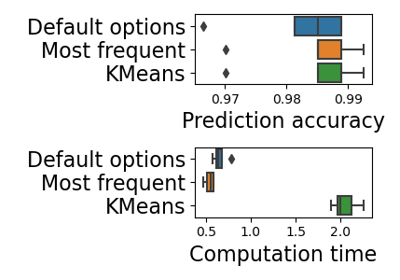 Default options
Most frequent
KMeans
0.97 0.98 0.99
Prediction accuracy
Default options
Most frequent
KMeans
0.5 1.0 1.5 2.0
Computation time